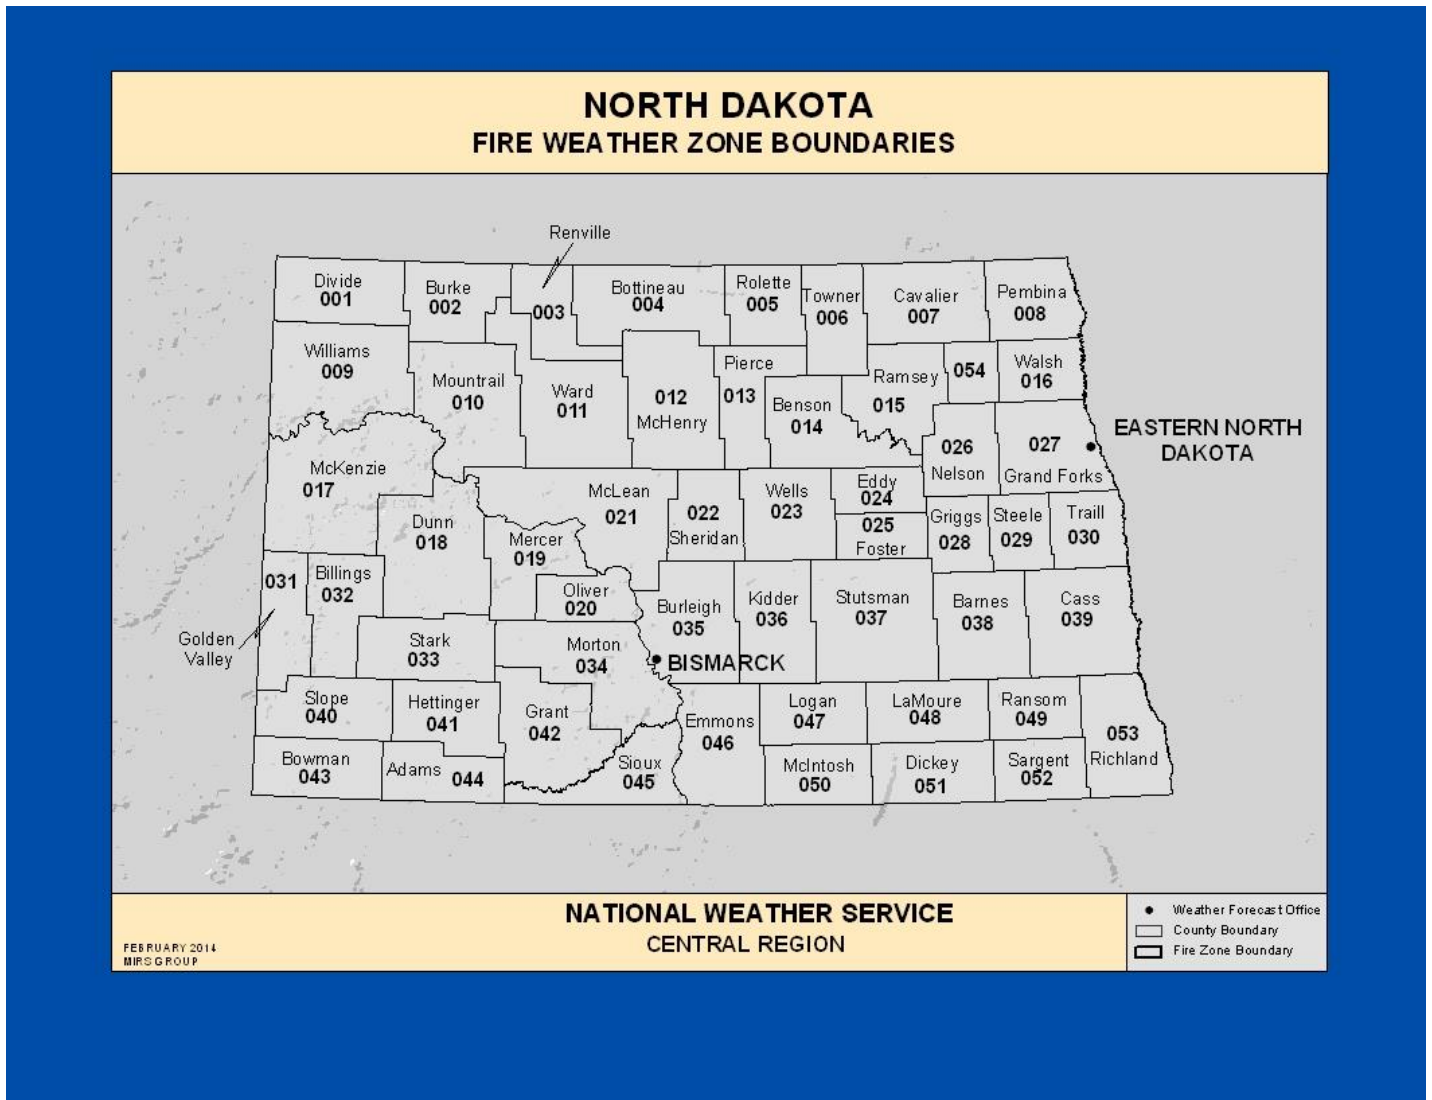 NORTH DAKOTA
FIRE WEATHER ZONE BOUNDARIES
Renville
Divide
001
Burke
002
003
Bottineau
004
Rolette
005
Towner
006
Cavalier
007
Pembina
008
Williams
009
Mountrail
010
Ward
011
012
McHenry
Pierce
013
Benson
014
Ramsey
015
054
Walsh
016
EASTERN NORTH
DAKOTA
McKenzie
017
Dunn
018
Mercer
019
Oliver
020
McLean
021
022
Sheridan
Wells
023
Eddy
024
025
Foster
026
Nelson
027
Grand Forks
Griggs
028
Steele
029
Traill
030
031
Golden
Valley
Billings
032
Stark
033
Morton
034
Burleigh
035
BISMARCK
Kidder
036
Stutsman
037
Barnes
038
Cass
039
Slope
040
Hettinger
041
Grant
042
Bowman
043
Adams 044
Sioux
045
Emmons
046
Logan
047
LaMoure
048
Ransom
049
McIntosh
050
Dickey
051
Sargent
052
053
Richland
NATIONAL WEATHER SERVICE
CENTRAL REGION
FEBRUARY 2014
MIRS GROUP
Weather Forecast Office
County Boundary
Fire Zone Boundary